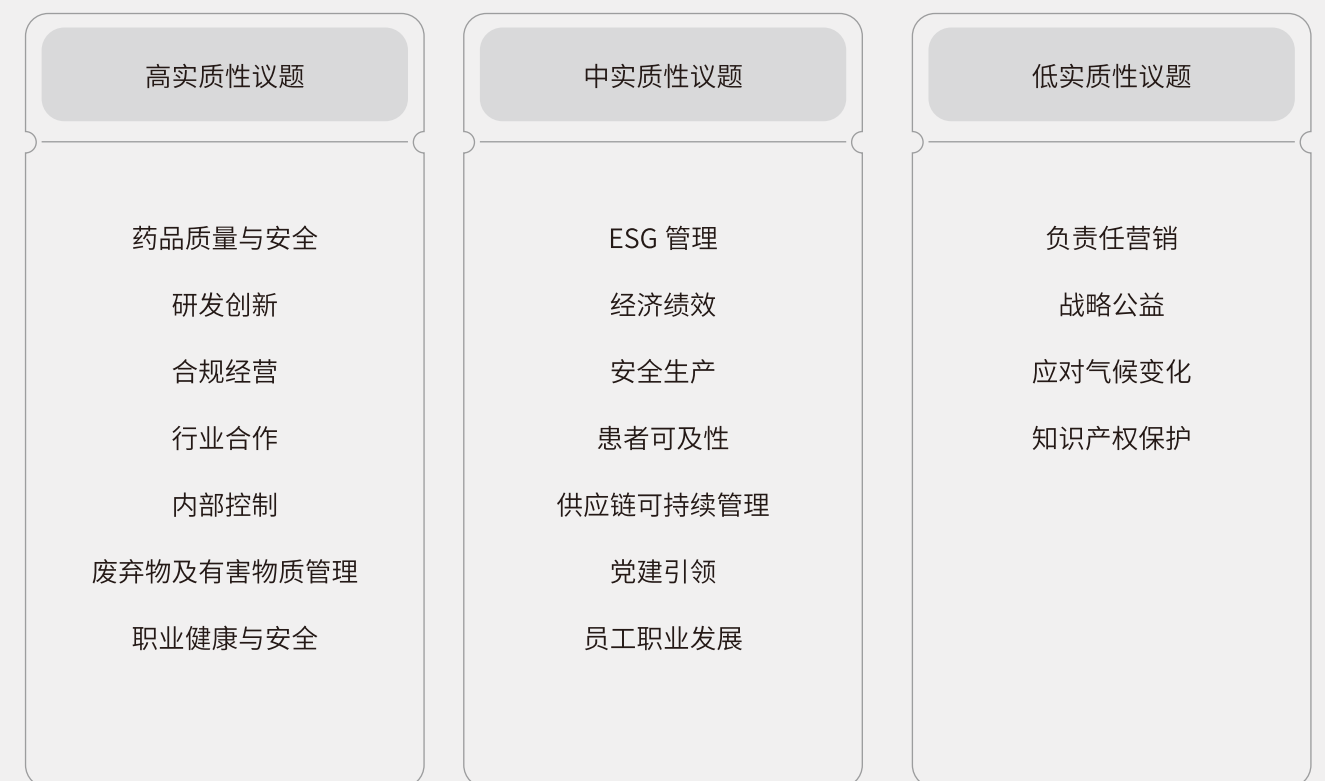 高实质性议题
药品质量与安全
研发创新
合规经营
行业合作
内部控制
废弃物及有害物质管理
职业健康与安全
中实质性议题
ESG 管理
经济绩效
安全生产
患者可及性
供应链可持续管理
党建引领
员工职业发展
低实质性议题
负责任营销
战略公益
应对气候变化
知识产权保护